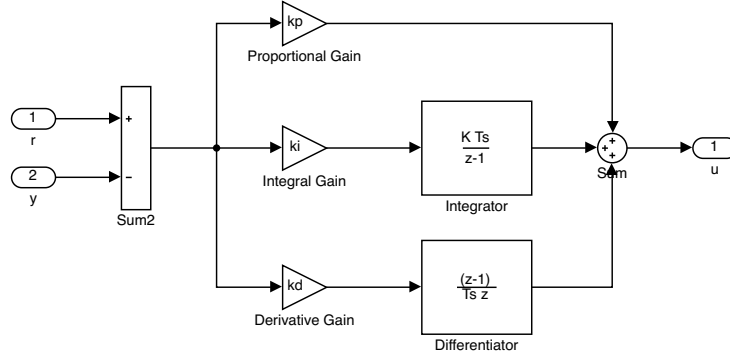 kp
Proportional Gain
1
r
+
2
y
−
Sum2
ki
Integral Gain
K Ts
z-1
Integrator
+
+
+
Sum
1
u
kd
Derivative Gain
(z-1)
Ts z
Differentiator